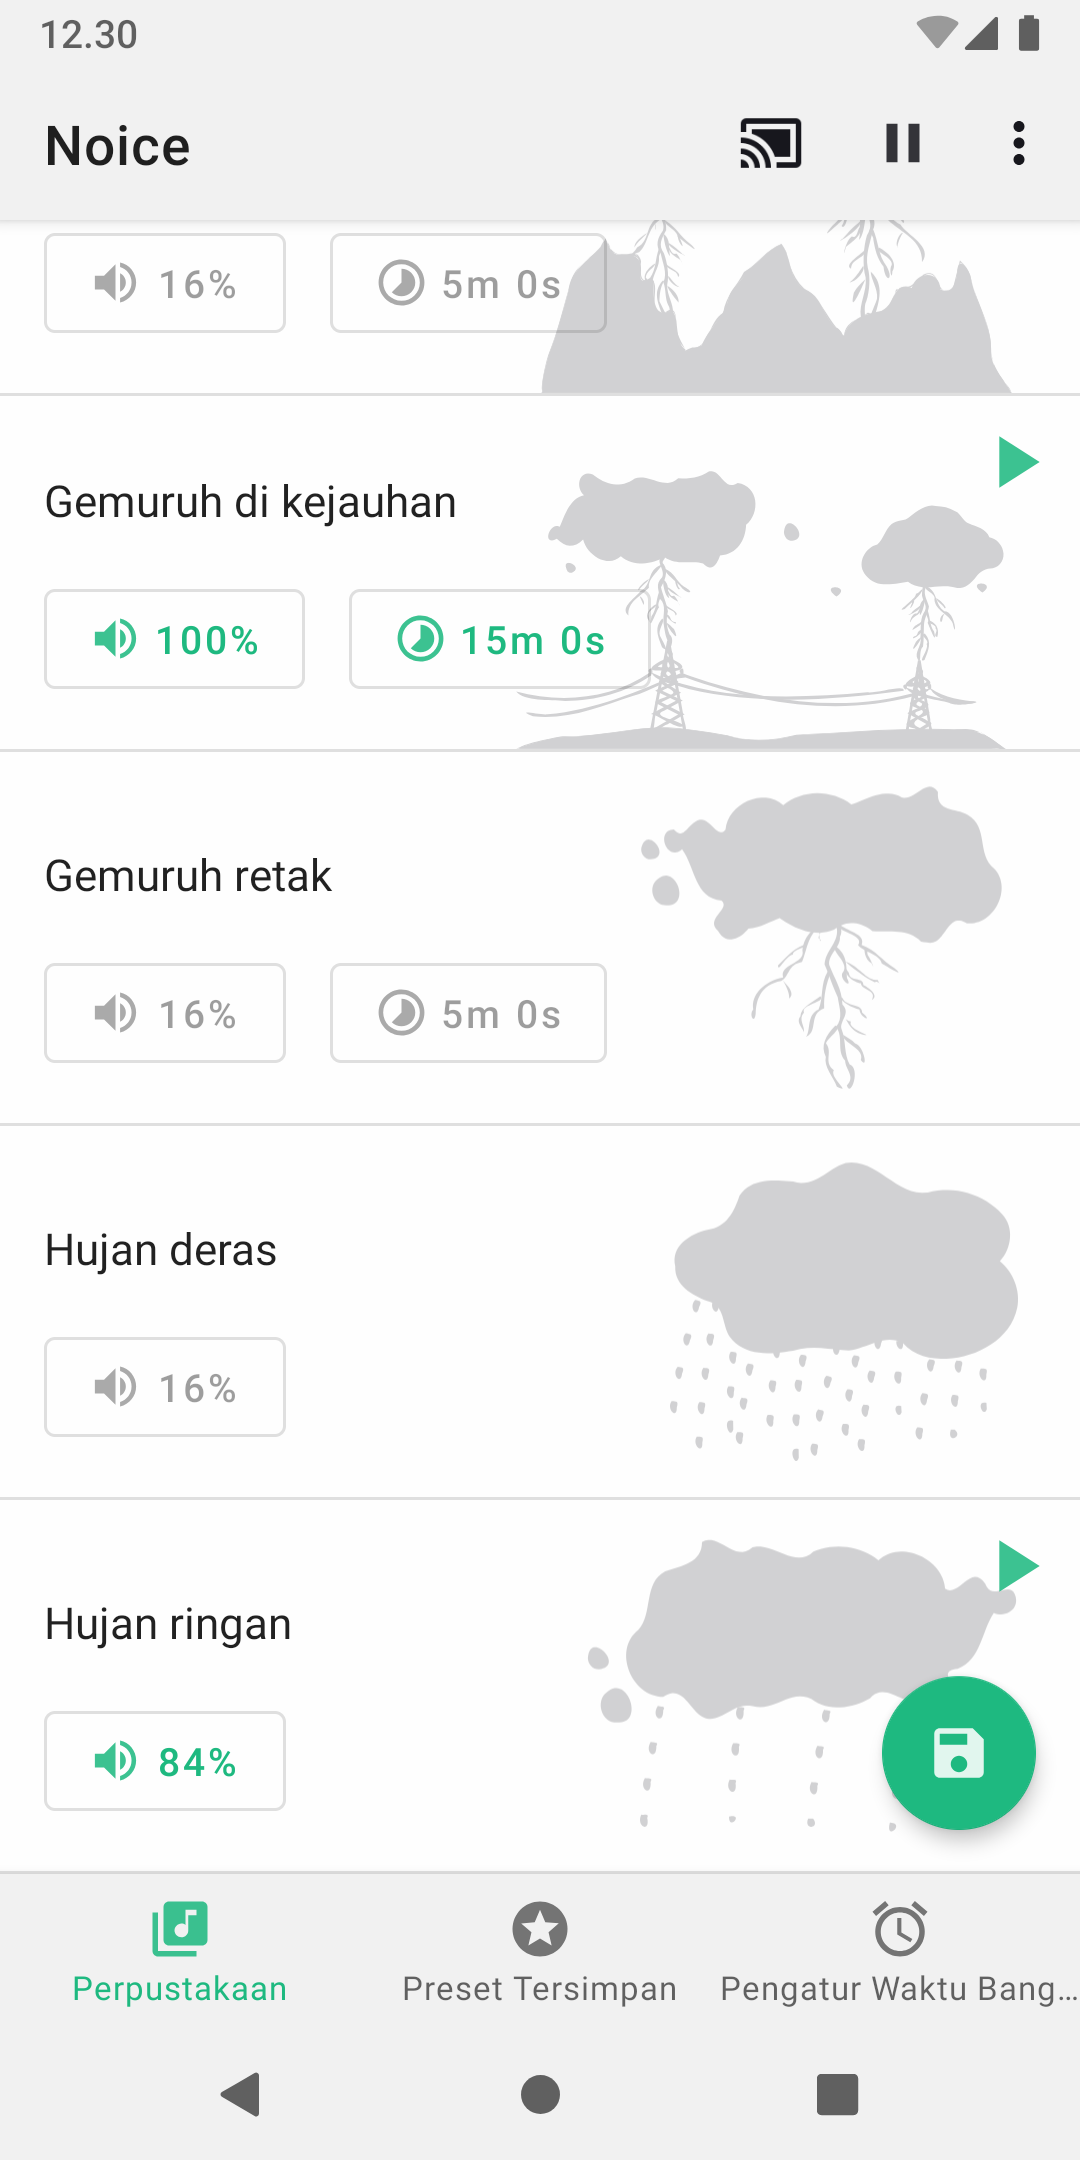 12.30
Noice
16% 5m 0s
Gemuruh di kejauhan
100% 15m 0s
Gemuruh retak
16% 5m 0s
Hujan deras
16%
Hujan ringan
84%
Perpustakaan Preset Tersimpan Pengatur Waktu Bang…